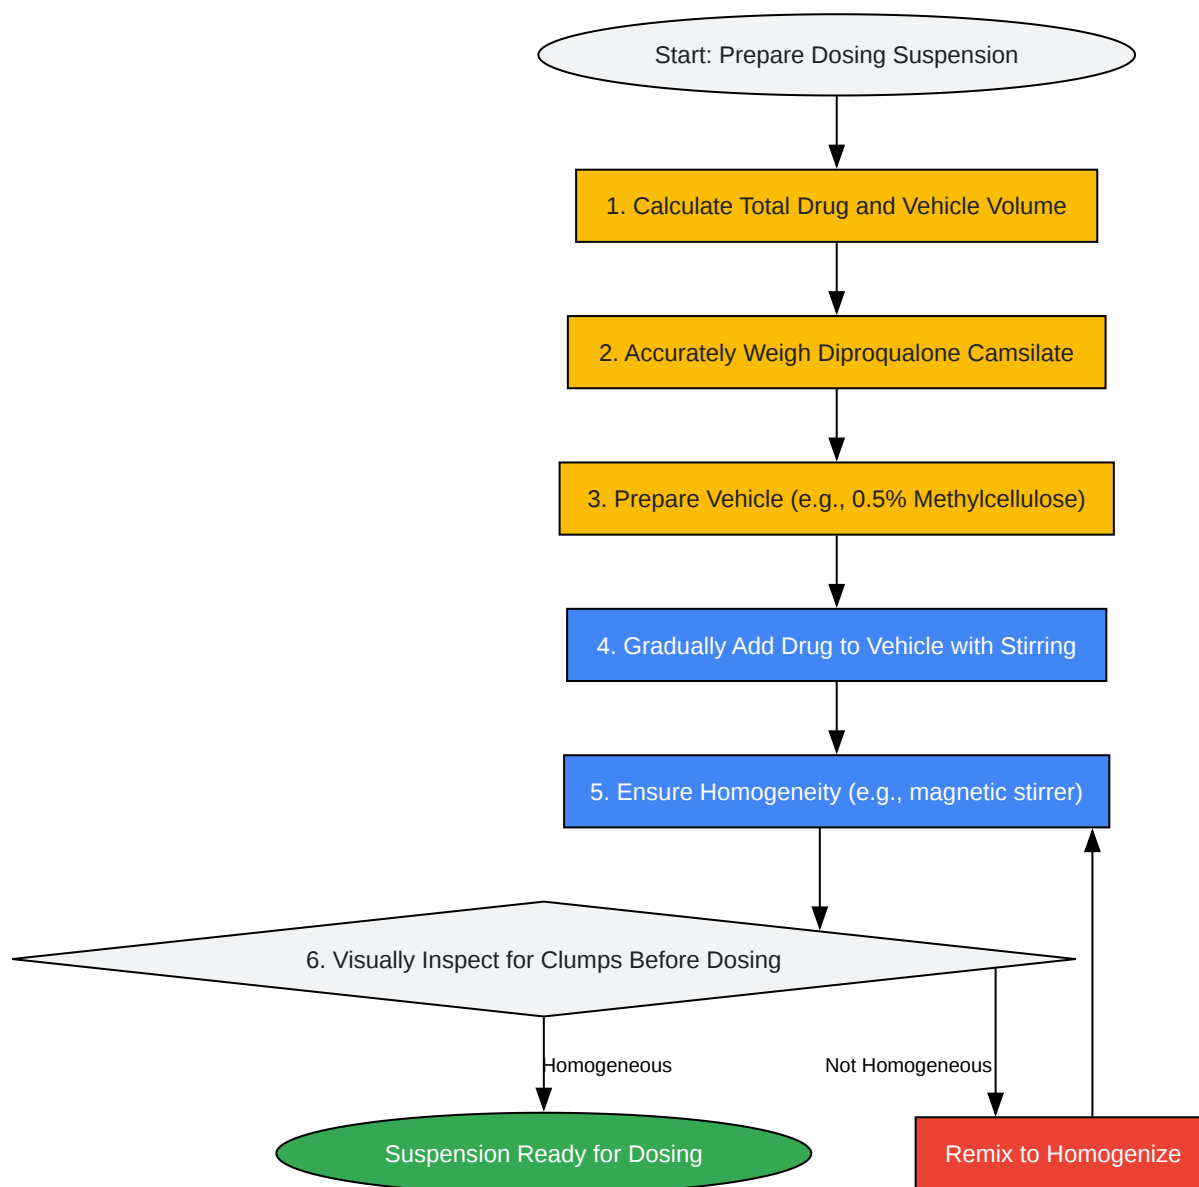 Start: Prepare Dosing Suspension
1. Calculate Total Drug and Vehicle Volume
2. Accurately Weigh Diproqualone Camsilate
3. Prepare Vehicle (e.g., 0.5% Methylcellulose)
4. Gradually Add Drug to Vehicle with Stirring
5. Ensure Homogeneity (e.g., magnetic stirrer)
6. Visually Inspect for Clumps Before Dosing
Homogeneous
Not Homogeneous
Suspension Ready for Dosing
Remix to Homogenize